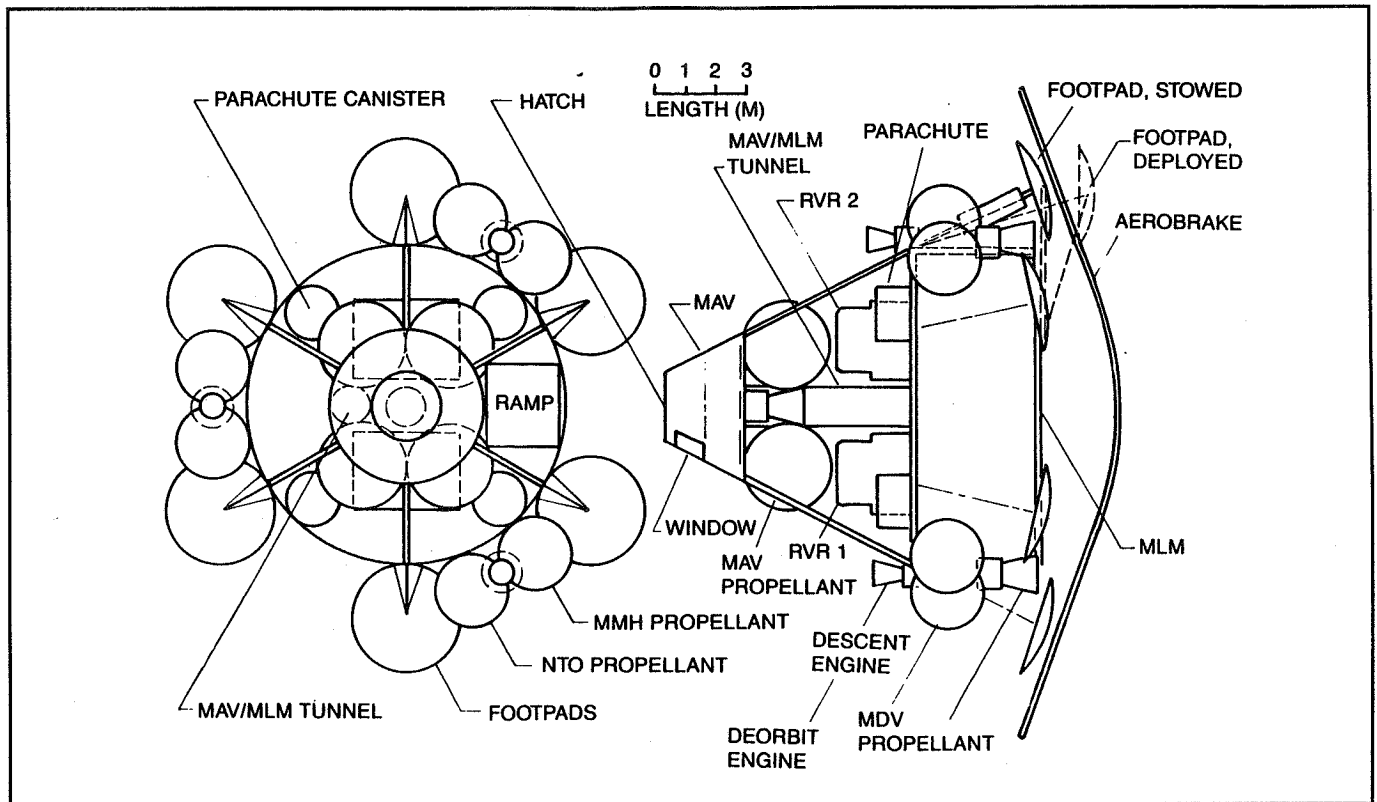 PARACHUTE CANISTER
HATCH
0 1 2 3
LENGTH (M)
MAV/MLM
TUNNEL
PARACHUTE
FOOTPAD, STOWED
FOOTPAD,
DEPLOYED
RVR 2
AEROBRAKE
MAV
RAMP
WINDOW
MAV
PROPELLANT
RVR 1
MLM
MMH PROPELLANT
DESCENT
ENGINE
NTO PROPELLANT
MAV/MLM TUNNEL
FOOTPADS
DEORBIT
ENGINE
MDV
PROPELLANT